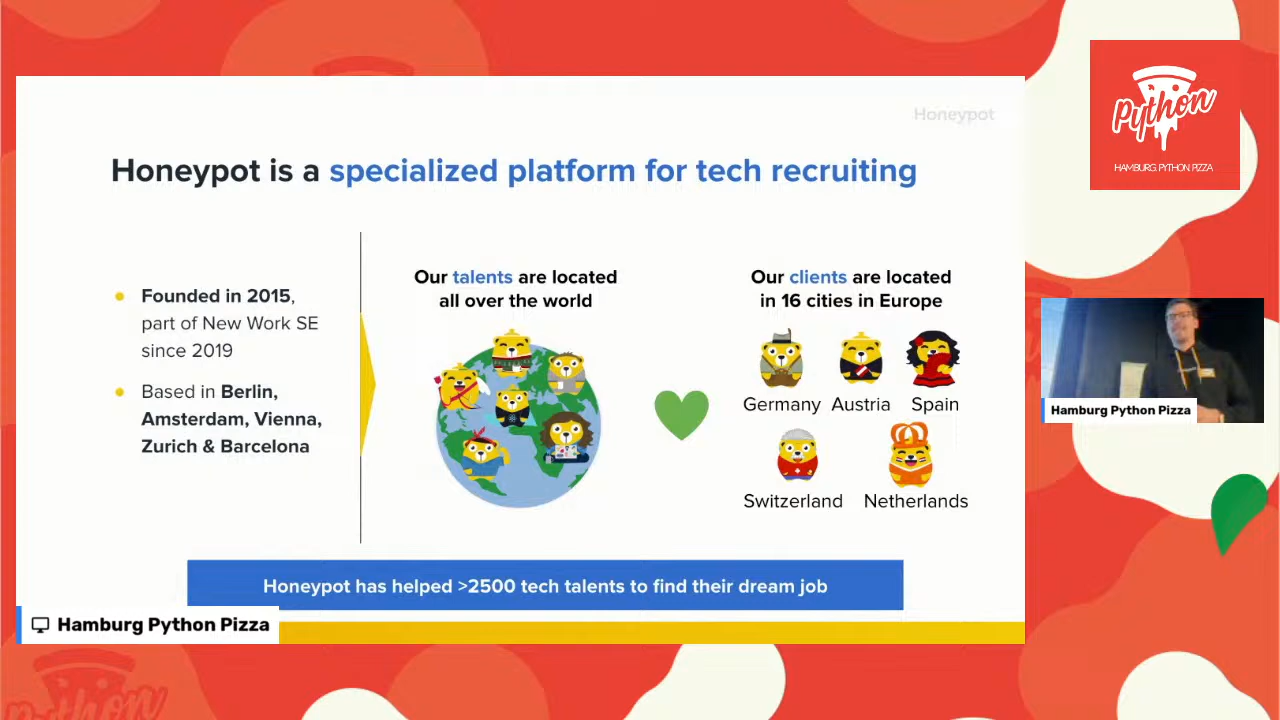 Honeypot
Honeypot is a specialized platform for tech recruiting
Founded in 2015,
part of New Work SE
since 2019
Based in Berlin,
Amsterdam, Vienna,
Zurich & Barcelona
Our talents are located
all over the world
Our clients are located
in 16 cities in Europe
Germany Austria Spain
Switzerland Netherlands
Honeypot has helped >2500 tech talents to find their dream job
Hamburg Python Pizza
Python
HAMBURG PYTHON PIZZA
Hamburg Python Pizza
Python